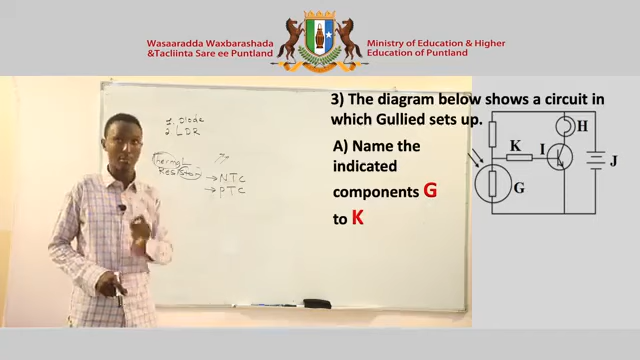 Wasaaradda Waxbarashada
&Tacliinta Sare ee Puntland
Ministry of Education & Higher
Education of Puntland
1. Diode
2. LDR
Thermal
Resistor
→NTC
→PTC
3) The diagram below shows a circuit in
which Gullied sets up.
A) Name the
indicated
components G
to K
H
K
I
J
G